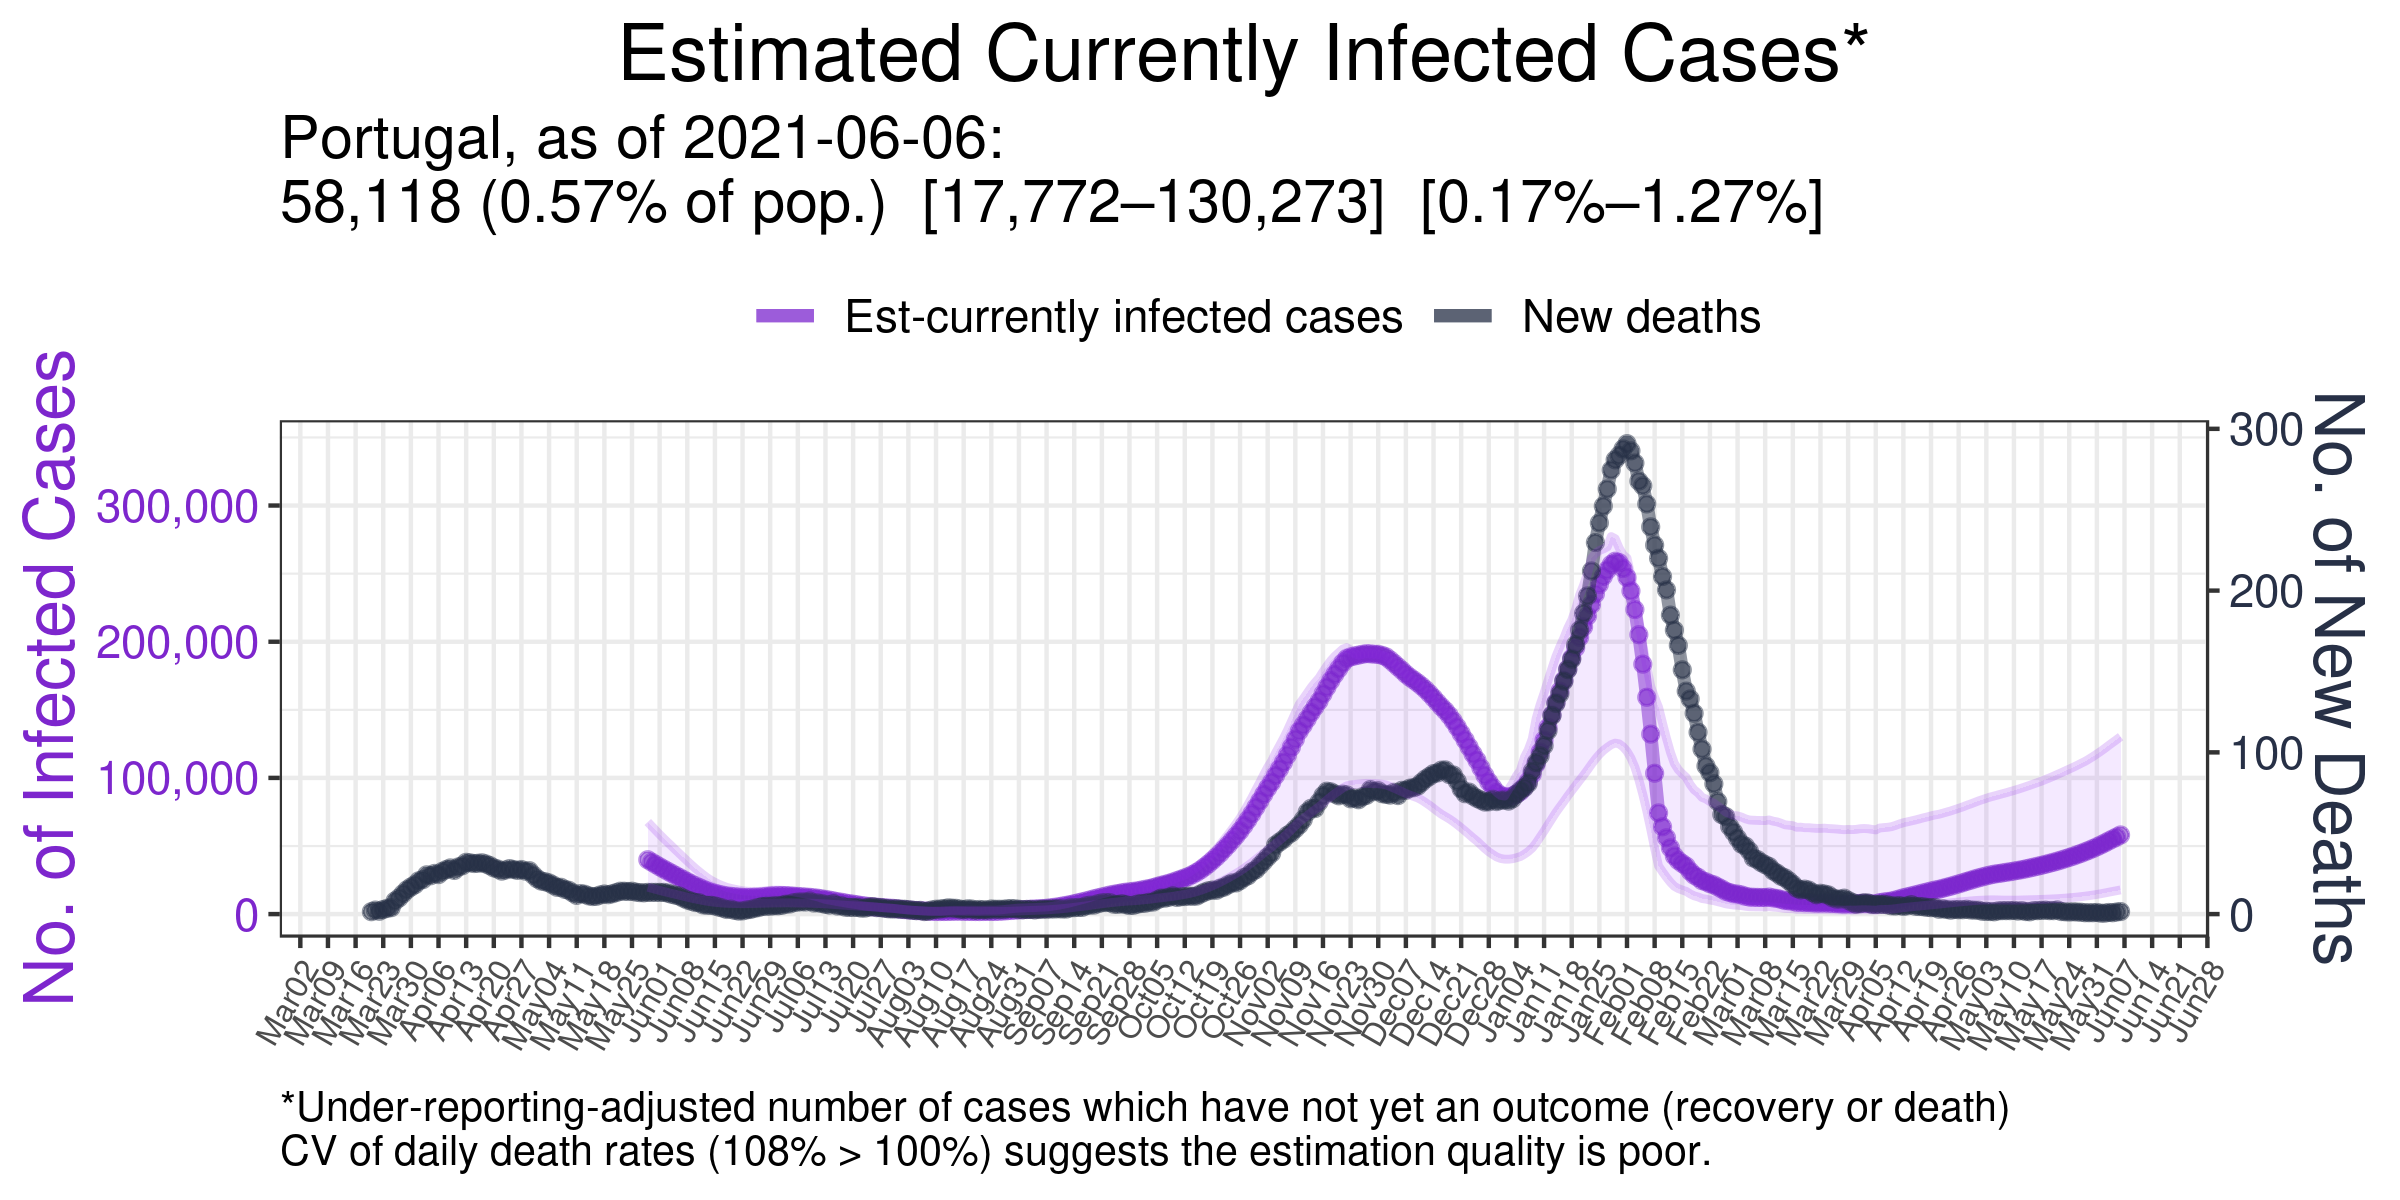 Estimated Currently Infected Cases*
Portugal, as of 2021-06-06:
58,118 (0.57% of pop.) [17,772–130,273] [0.17%–1.27%]
Est-currently infected cases New deaths
No. of Infected Cases
300,000
200,000
100,000
0
300
200
100
0
No. of New Deaths
Mar02 Mar09 Mar16 Mar23 Mar30 Apr06 Apr13 Apr20 Apr27 May04 May11 May18 May25 Jun01 Jun08 Jun15 Jun22 Jun29 Jul06 Jul13 Jul20 Jul27 Aug03 Aug10 Aug17 Aug24 Aug31 Sep07 Sep14 Sep21 Sep28 Oct05 Oct12 Oct19 Oct26 Nov02 Nov09 Nov16 Nov23 Nov30 Dec07 Dec14 Dec21 Dec28 Jan04 Jan11 Jan18 Jan25 Feb01 Feb08 Feb15 Feb22 Mar01 Mar08 Mar15 Mar22 Mar29 Apr05 Apr12 Apr19 Apr26 May03 May10 May17 May24 May31 Jun07 Jun14 Jun21 Jun28
*Under-reporting-adjusted number of cases which have not yet an outcome (recovery or death)
CV of daily death rates (108% > 100%) suggests the estimation quality is poor.